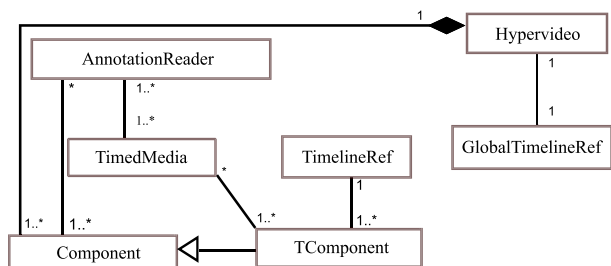 1
Hypervideo
AnnotationReader
1
*
1..*
1..*
1
GlobalTimelineRef
TimedMedia
TimelineRef
*
1
1..*
1..*
1..*
1..*
Component
TComponent